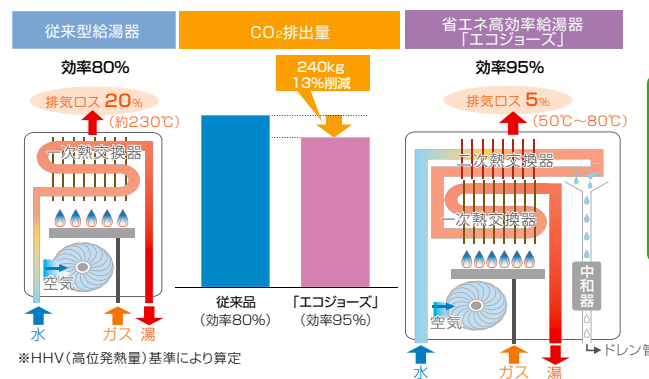 従来型給湯器
効率80%
排気ロス 20%
(約230℃)
一次熱交換器
空気
水
ガス
湯
※HHV(高位発熱量)基準により算定
CO₂排出量
240kg
13%削減
従来品
(効率80%)
「エコジョーズ」
(効率95%)
省エネ高効率給湯器
「エコジョーズ」
効率95%
排気ロス 5%
(50℃〜80℃)
二次熱交換器
一次熱交換器
空気
中和器
ドレン管
水
ガス
湯